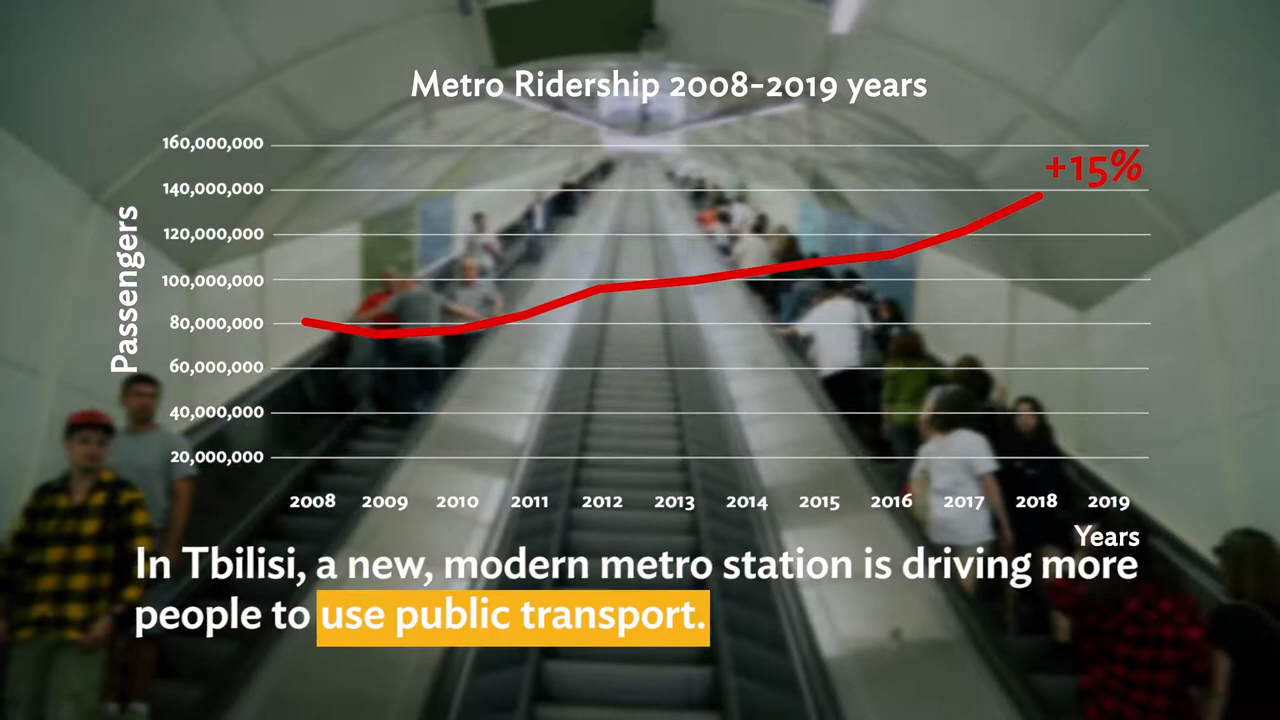 Metro Ridership 2008-2019 years
160,000,000
+15%
140,000,000
120,000,000
100,000,000
80,000,000
60,000,000
40,000,000
20,000,000
Passengers
2008 2009 2010 2011 2012 2013 2014 2015 2016 2017 2018 2019
Years
In Tbilisi, a new, modern metro station is driving more
people to use public transport.